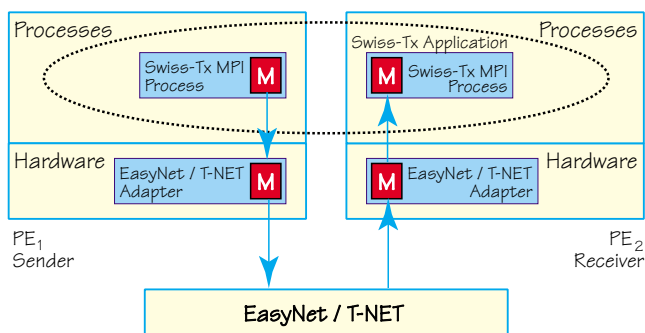 Processes
Swiss-Tx MPI
Process
M
Hardware
EasyNet / T-NET
Adapter
M
PE1
Sender
Processes
Swiss-Tx Application
M
Swiss-Tx MPI
Process
Hardware
M
EasyNet / T-NET
Adapter
PE2
Receiver
EasyNet / T-NET